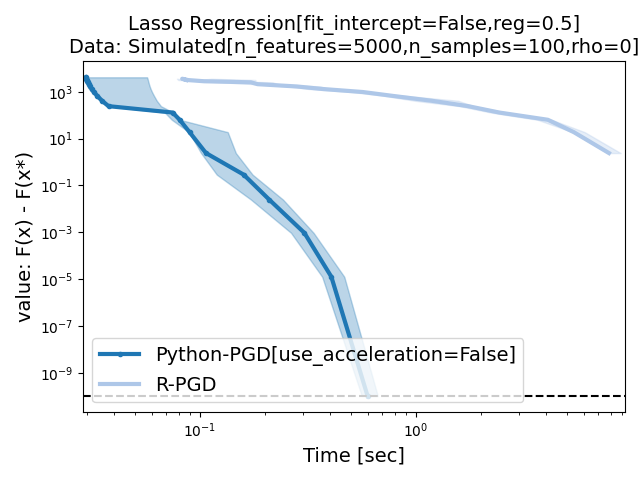 Lasso Regression[fit_intercept=False,reg=0.5]
Data: Simulated[n_features=5000,n_samples=100,rho=0]
value: F(x) - F(x*)
10³
10¹
10⁻¹
10⁻³
10⁻⁵
10⁻⁷
10⁻⁹
Python-PGD[use_acceleration=False]
R-PGD
10⁻¹
10⁰
Time [sec]